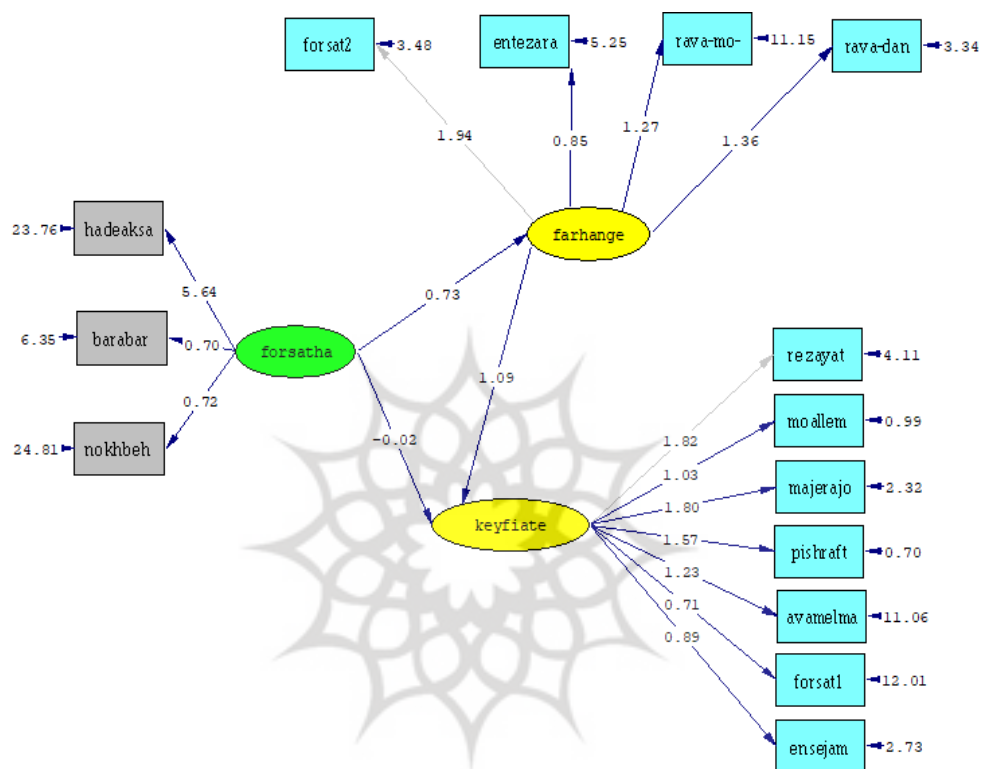 forsat2
3.48
entezara
5.25
rava-mo-
11.15
rava-dan
3.34
1.94
0.85
1.27
1.36
23.76
hadeaksa
farhange
5.64
0.73
6.35
barabar
0.70
forsatha
rezayat
4.11
0.72
1.09
24.81
nokhbeh
-0.02
1.82
moallem
0.99
1.03
majerajo
2.32
1.80
keyfiate
1.57
pishraft
0.70
1.23
0.71
avamelma
11.06
0.89
forsat1
12.01
ensejam
2.73